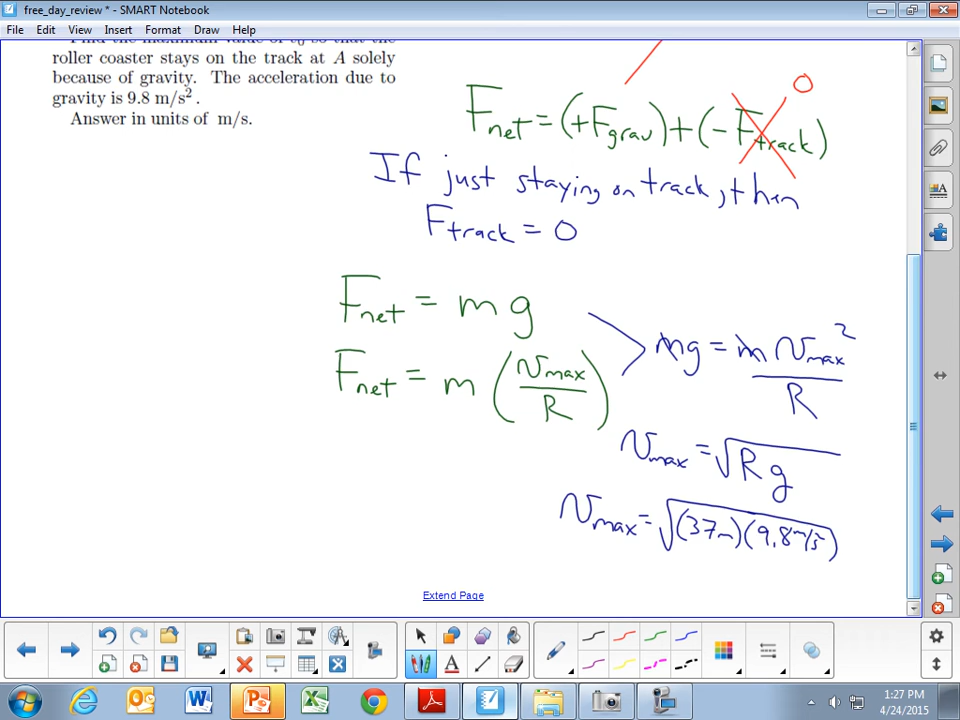 free_day_review * - SMART Notebook
File Edit View Insert Format Draw Help
roller coaster stays on the track at A solely
because of gravity. The acceleration due to
gravity is 9.8 m/s².
Answer in units of m/s.
0
Fnet = (+Fgrav) + (- Ftrack)
If just staying on track, then
Ftrack = 0
Fnet = mg
Fnet = m (vmax/R)
mg = m vmax²/R
vmax = √Rg
vmax = √(37m)(9.8m/s²)
Extend Page
1:27 PM
4/24/2015